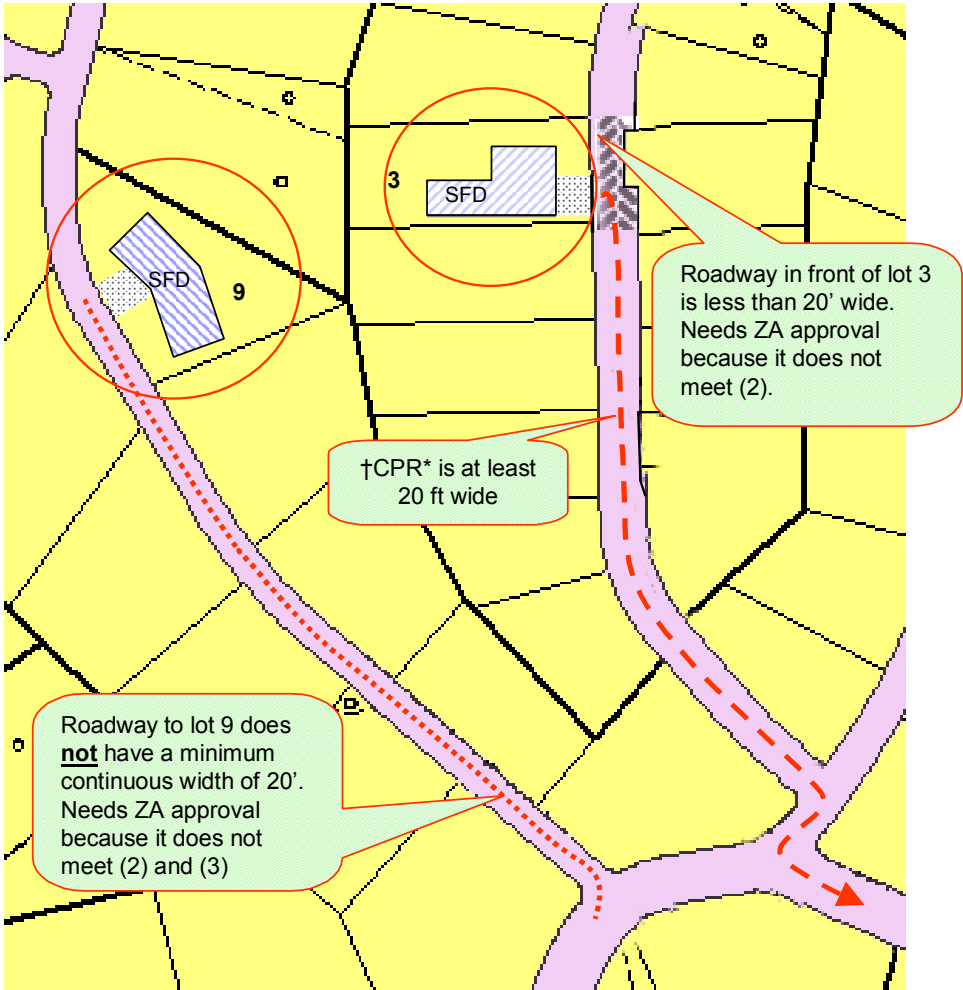 3
SFD
SFD
9
Roadway in front of lot 3
is less than 20’ wide.
Needs ZA approval
because it does not
meet (2).
†CPR* is at least
20 ft wide
Roadway to lot 9 does
not have a minimum
continuous width of 20’.
Needs ZA approval
because it does not
meet (2) and (3)